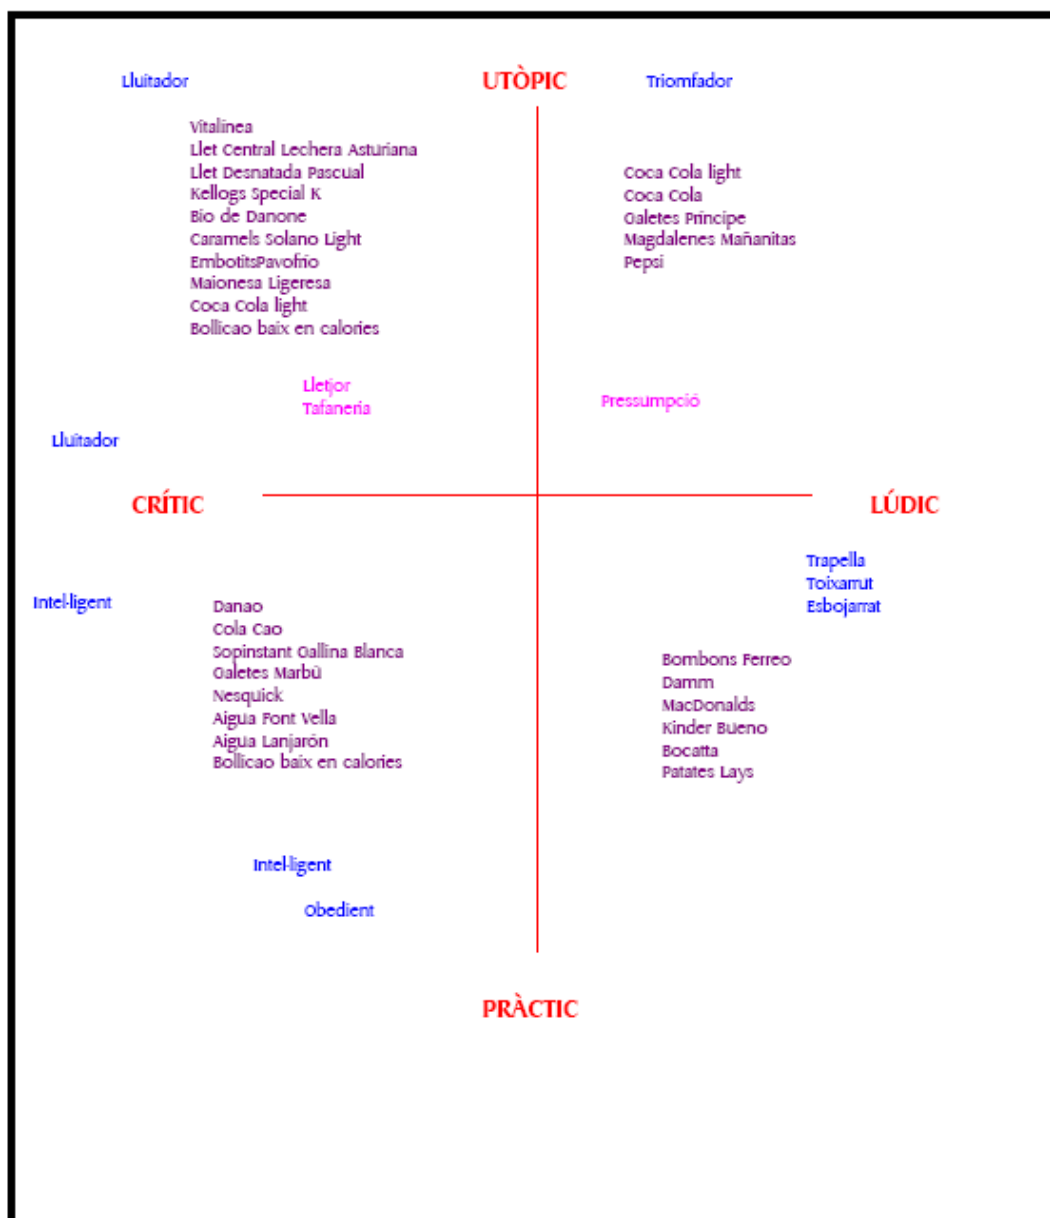 Lluitador
UTÒPIC
Triomfador
Vitalinea
Llet Central Lechera Asturiana
Llet Desnatada Pascual
Kellogs Special K
Bio de Danone
Caramels Solano Light
EmbotitsPavofrio
Maionesa Ligeresa
Coca Cola light
Bollicao baix en calories
Coca Cola light
Coca Cola
Galetes Príncipe
Magdalenes Mañanitas
Pepsi
Lletjor
Tafaneria
Pressumpció
Lluitador
CRÍTIC
LÚDIC
Trapella
Toixarrut
Esbojarrat
Intel·ligent
Danao
Cola Cao
Sopinstant Gallina Blanca
Galetes Marbú
Nesquick
Aigua Font Vella
Aigua Lanjarón
Bollicao baix en calories
Bombons Ferreo
Damm
MacDonalds
Kinder Bueno
Bocatta
Patates Lays
Intel·ligent
Obedient
PRÀCTIC